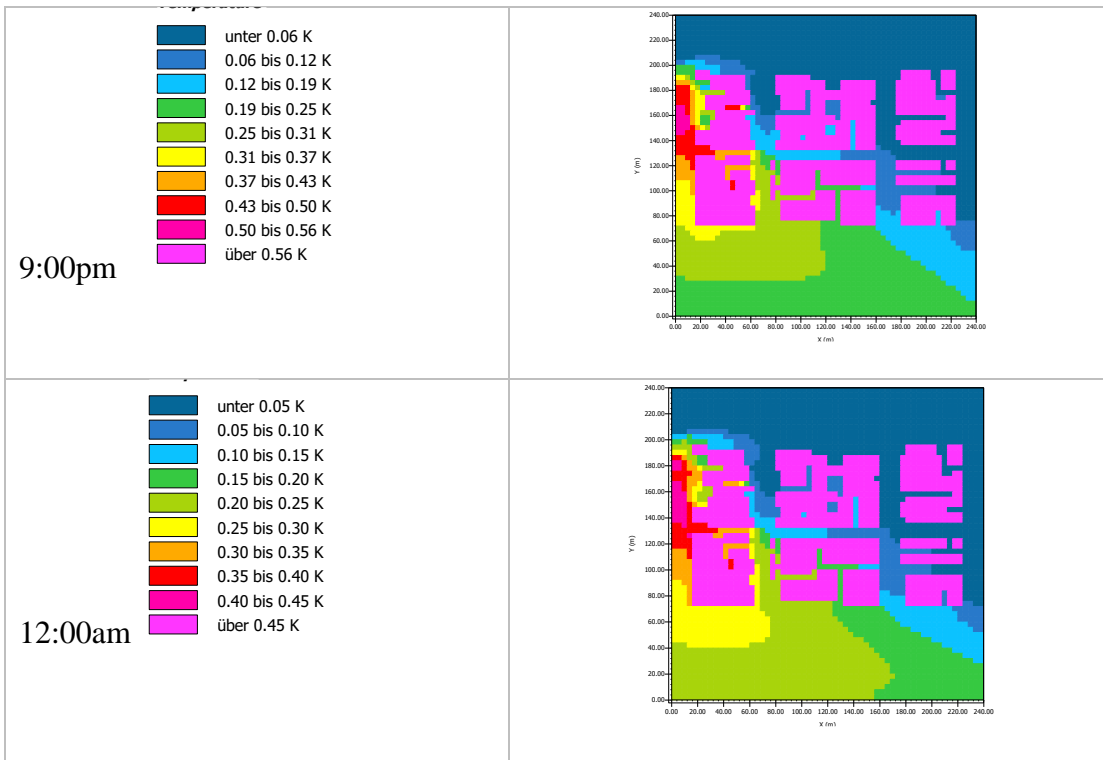 Temperature
unter 0.06 K
0.06 bis 0.12 K
0.12 bis 0.19 K
0.19 bis 0.25 K
0.25 bis 0.31 K
0.31 bis 0.37 K
0.37 bis 0.43 K
0.43 bis 0.50 K
0.50 bis 0.56 K
über 0.56 K
9:00pm
240.00
220.00
200.00
180.00
160.00
140.00
120.00
100.00
80.00
60.00
40.00
20.00
0.00
Y (m)
0.00 20.00 40.00 60.00 80.00 100.00 120.00 140.00 160.00 180.00 200.00 220.00 240.00
X (m)
unter 0.05 K
0.05 bis 0.10 K
0.10 bis 0.15 K
0.15 bis 0.20 K
0.20 bis 0.25 K
0.25 bis 0.30 K
0.30 bis 0.35 K
0.35 bis 0.40 K
0.40 bis 0.45 K
über 0.45 K
12:00am
240.00
220.00
200.00
180.00
160.00
140.00
120.00
100.00
80.00
60.00
40.00
20.00
0.00
Y (m)
0.00 20.00 40.00 60.00 80.00 100.00 120.00 140.00 160.00 180.00 200.00 220.00 240.00
X (m)